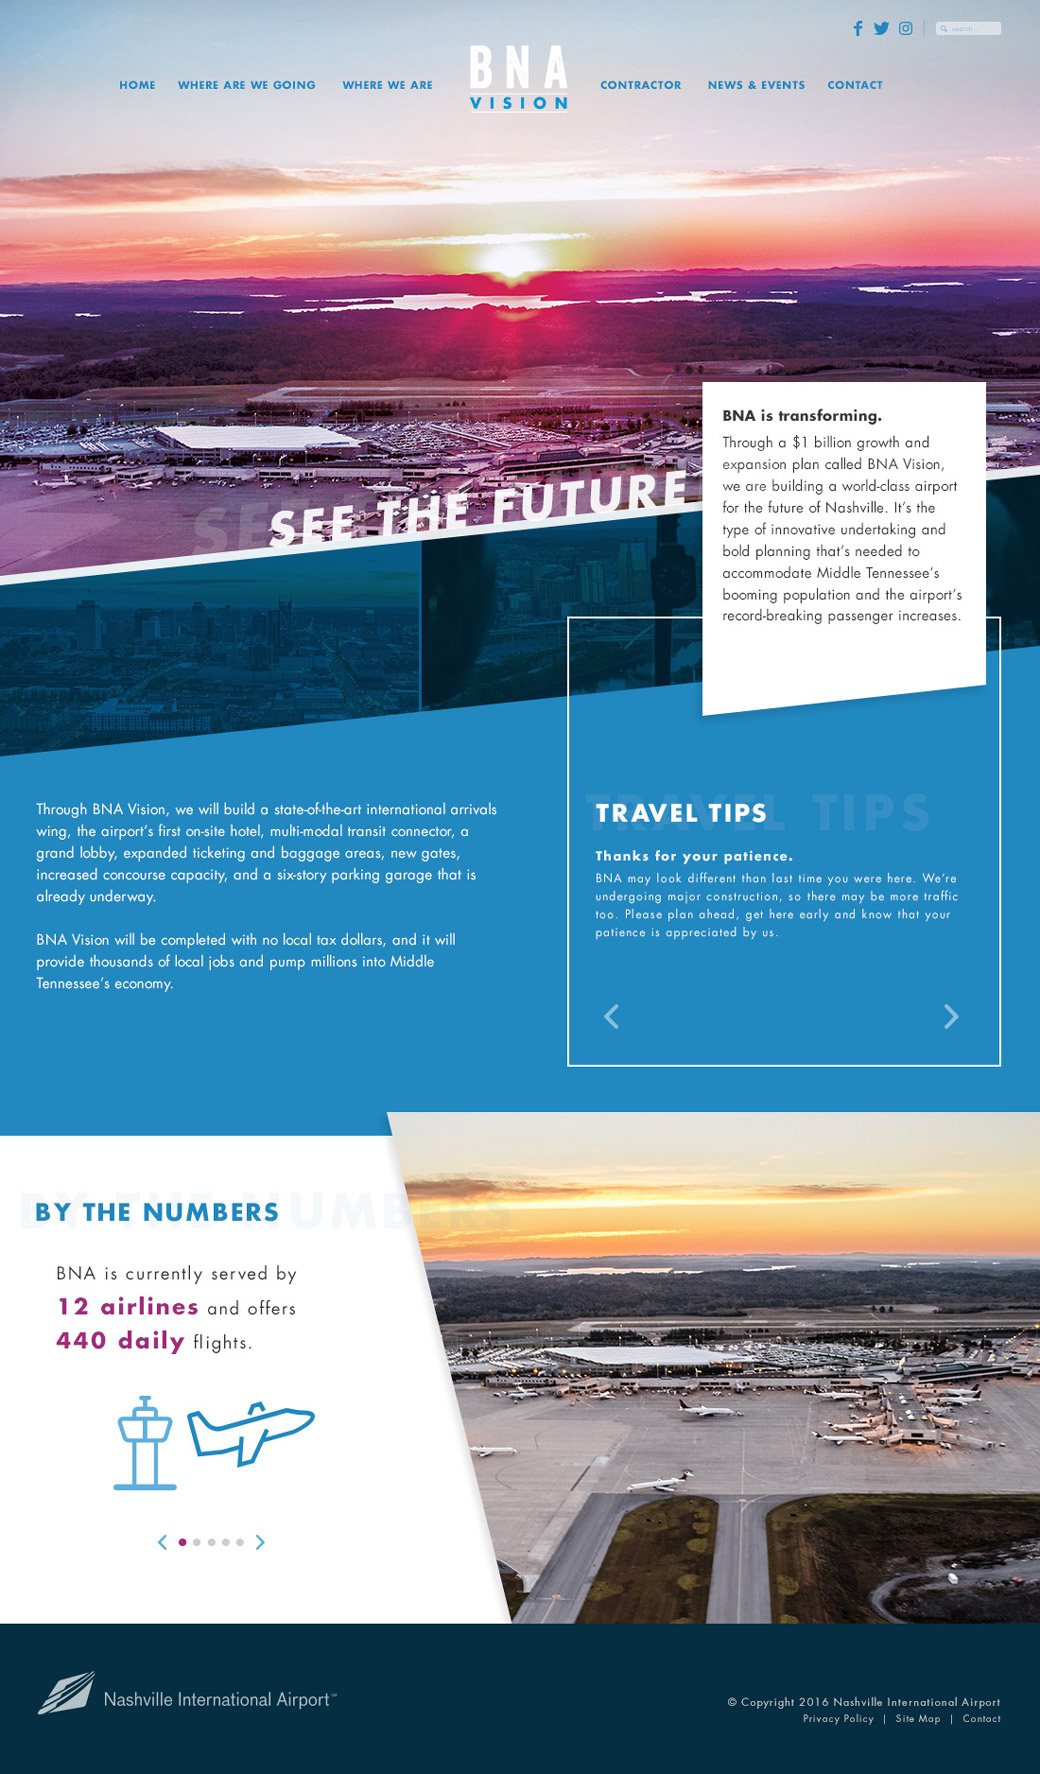 search...
HOME WHERE ARE WE GOING WHERE WE ARE BNA VISION CONTRACTOR NEWS & EVENTS CONTACT
SEE THE FUTURE
BNA is transforming.
Through a $1 billion growth and
expansion plan called BNA Vision,
we are building a world-class airport
for the future of Nashville. It's the
type of innovative undertaking and
bold planning that's needed to
accommodate Middle Tennessee's
booming population and the airport's
record-breaking passenger increases.
Through BNA Vision, we will build a state-of-the-art international arrivals
wing, the airport's first on-site hotel, multi-modal transit connector, a
grand lobby, expanded ticketing and baggage areas, new gates,
increased concourse capacity, and a six-story parking garage that is
already underway.
BNA Vision will be completed with no local tax dollars, and it will
provide thousands of local jobs and pump millions into Middle
Tennessee's economy.
TRAVEL TIPS
TRAVEL TIPS
Thanks for your patience.
BNA may look different than last time you were here. We're
undergoing major construction, so there may be more traffic
too. Please plan ahead, get here early and know that your
patience is appreciated by us.
BY THE NUMBERS
BY THE NUMBERS
BNA is currently served by
12 airlines and offers
440 daily flights.
Nashville International Airport™
© Copyright 2016 Nashville International Airport
Privacy Policy | Site Map | Contact